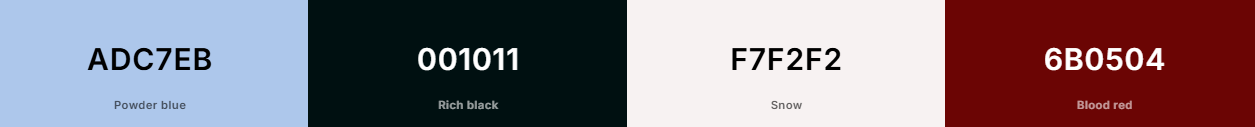 ADC7EB
Powder blue
001011
Rich black
F7F2F2
Snow
6B0504
Blood red